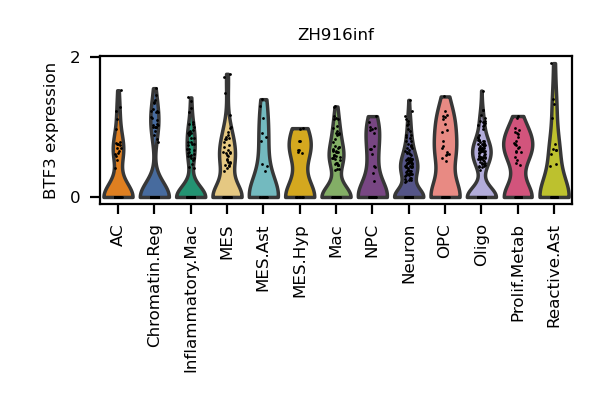 ZH916inf
BTF3 expression
2
0
AC
Chromatin.Reg
Inflammatory.Mac
MES
MES.Ast
MES.Hyp
Mac
NPC
Neuron
OPC
Oligo
Prolif.Metab
Reactive.Ast